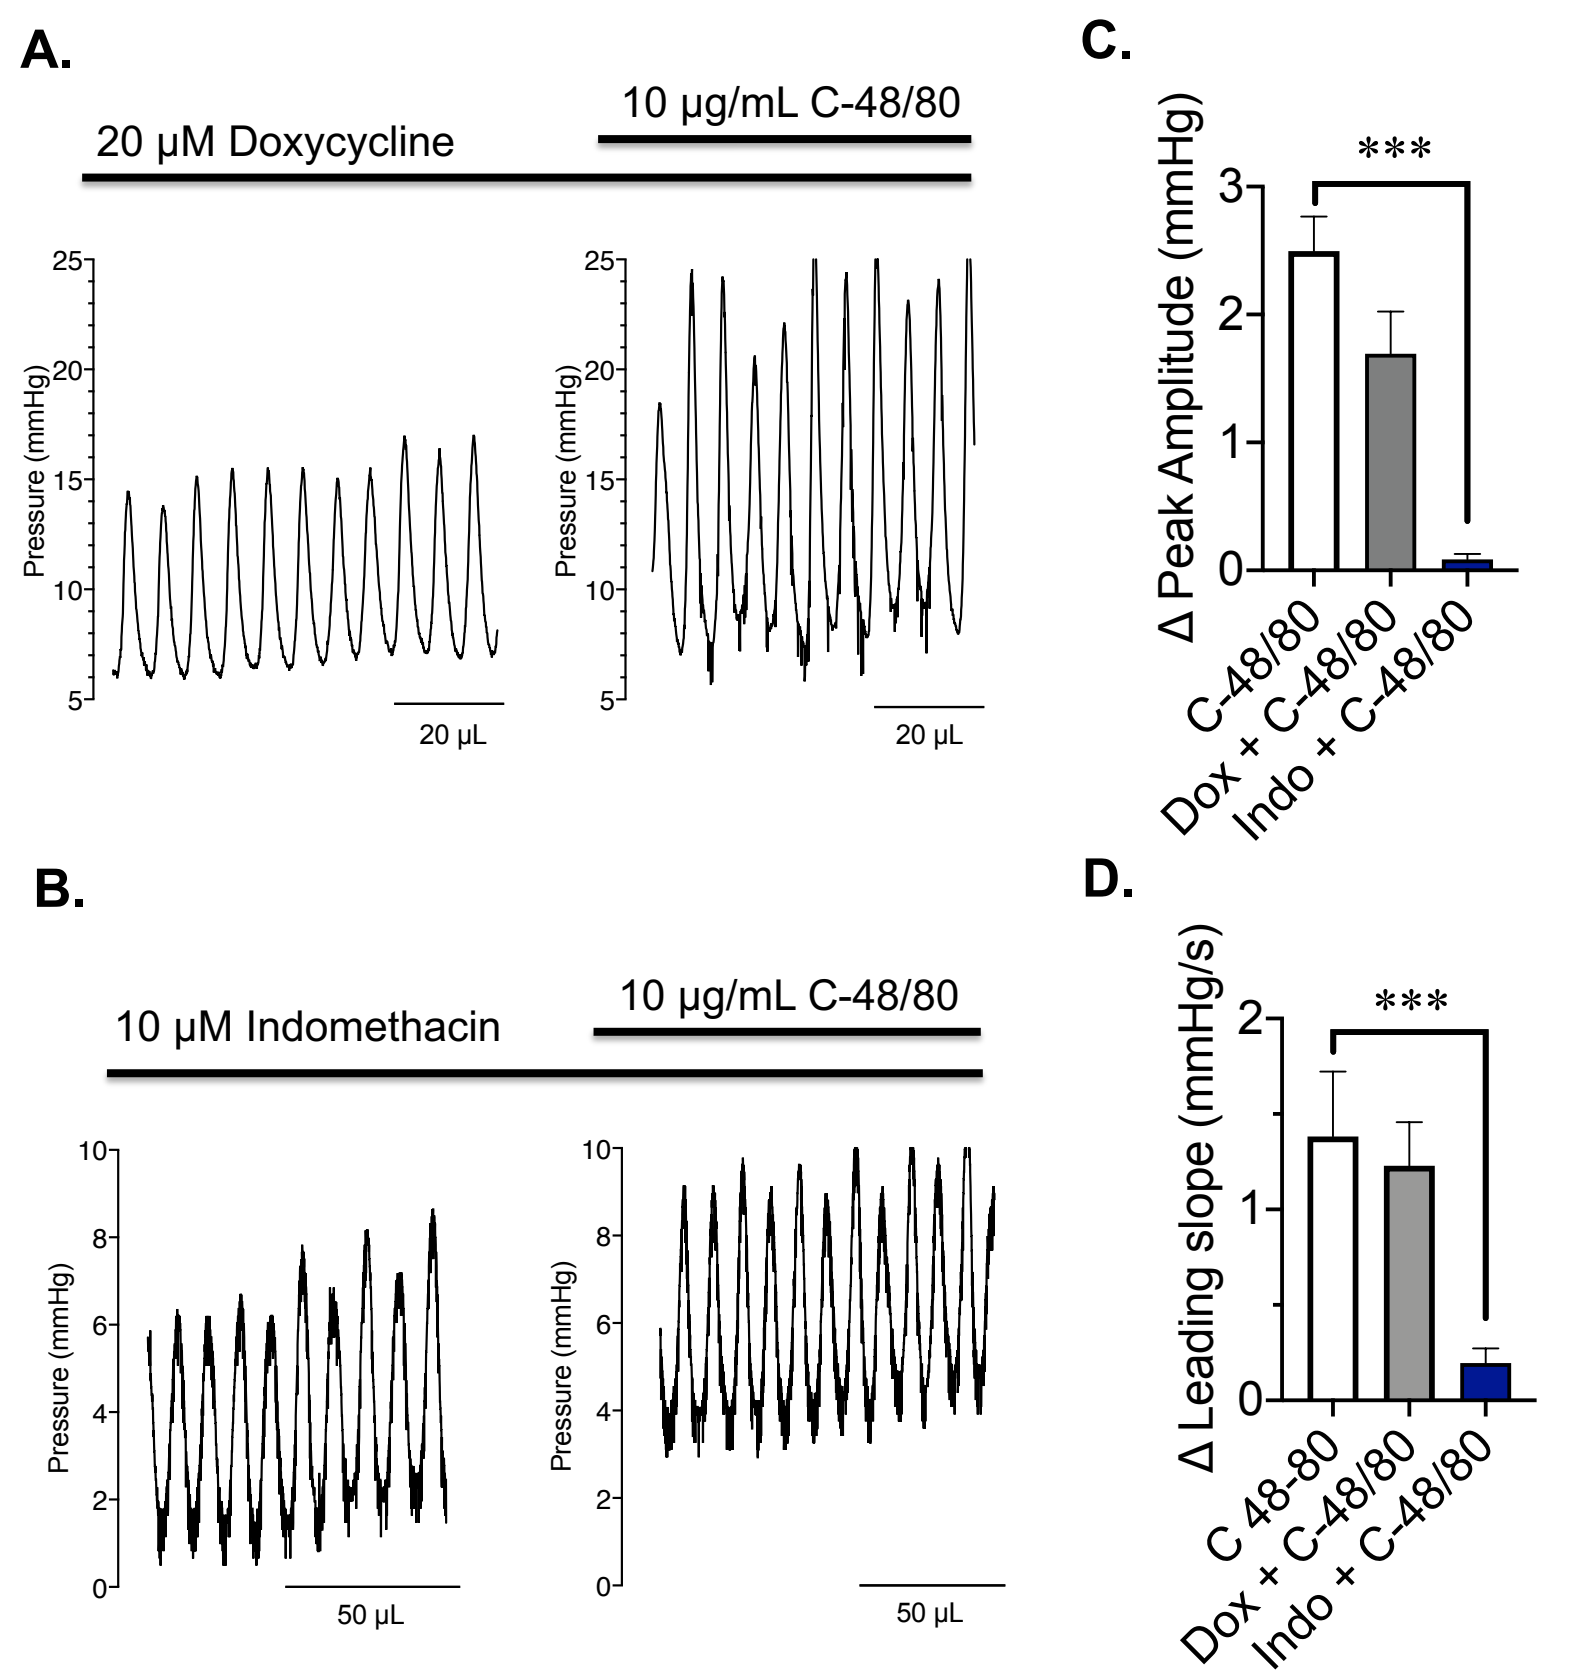 A.
20 µM Doxycycline
10 µg/mL C-48/80
Pressure (mmHg)
25
20
15
10
5
20 µL
Pressure (mmHg)
25
20
15
10
5
20 µL
B.
10 µM Indomethacin
10 µg/mL C-48/80
Pressure (mmHg)
10
8
6
4
2
0
50 µL
Pressure (mmHg)
10
8
6
4
2
0
50 µL
C.
Δ Peak Amplitude (mmHg)
3
2
1
0
***
C-48/80
Dox + C-48/80
Indo + C-48/80
D.
Δ Leading slope (mmHg/s)
2
1
0
***
C 48-80
Dox + C-48/80
Indo + C-48/80